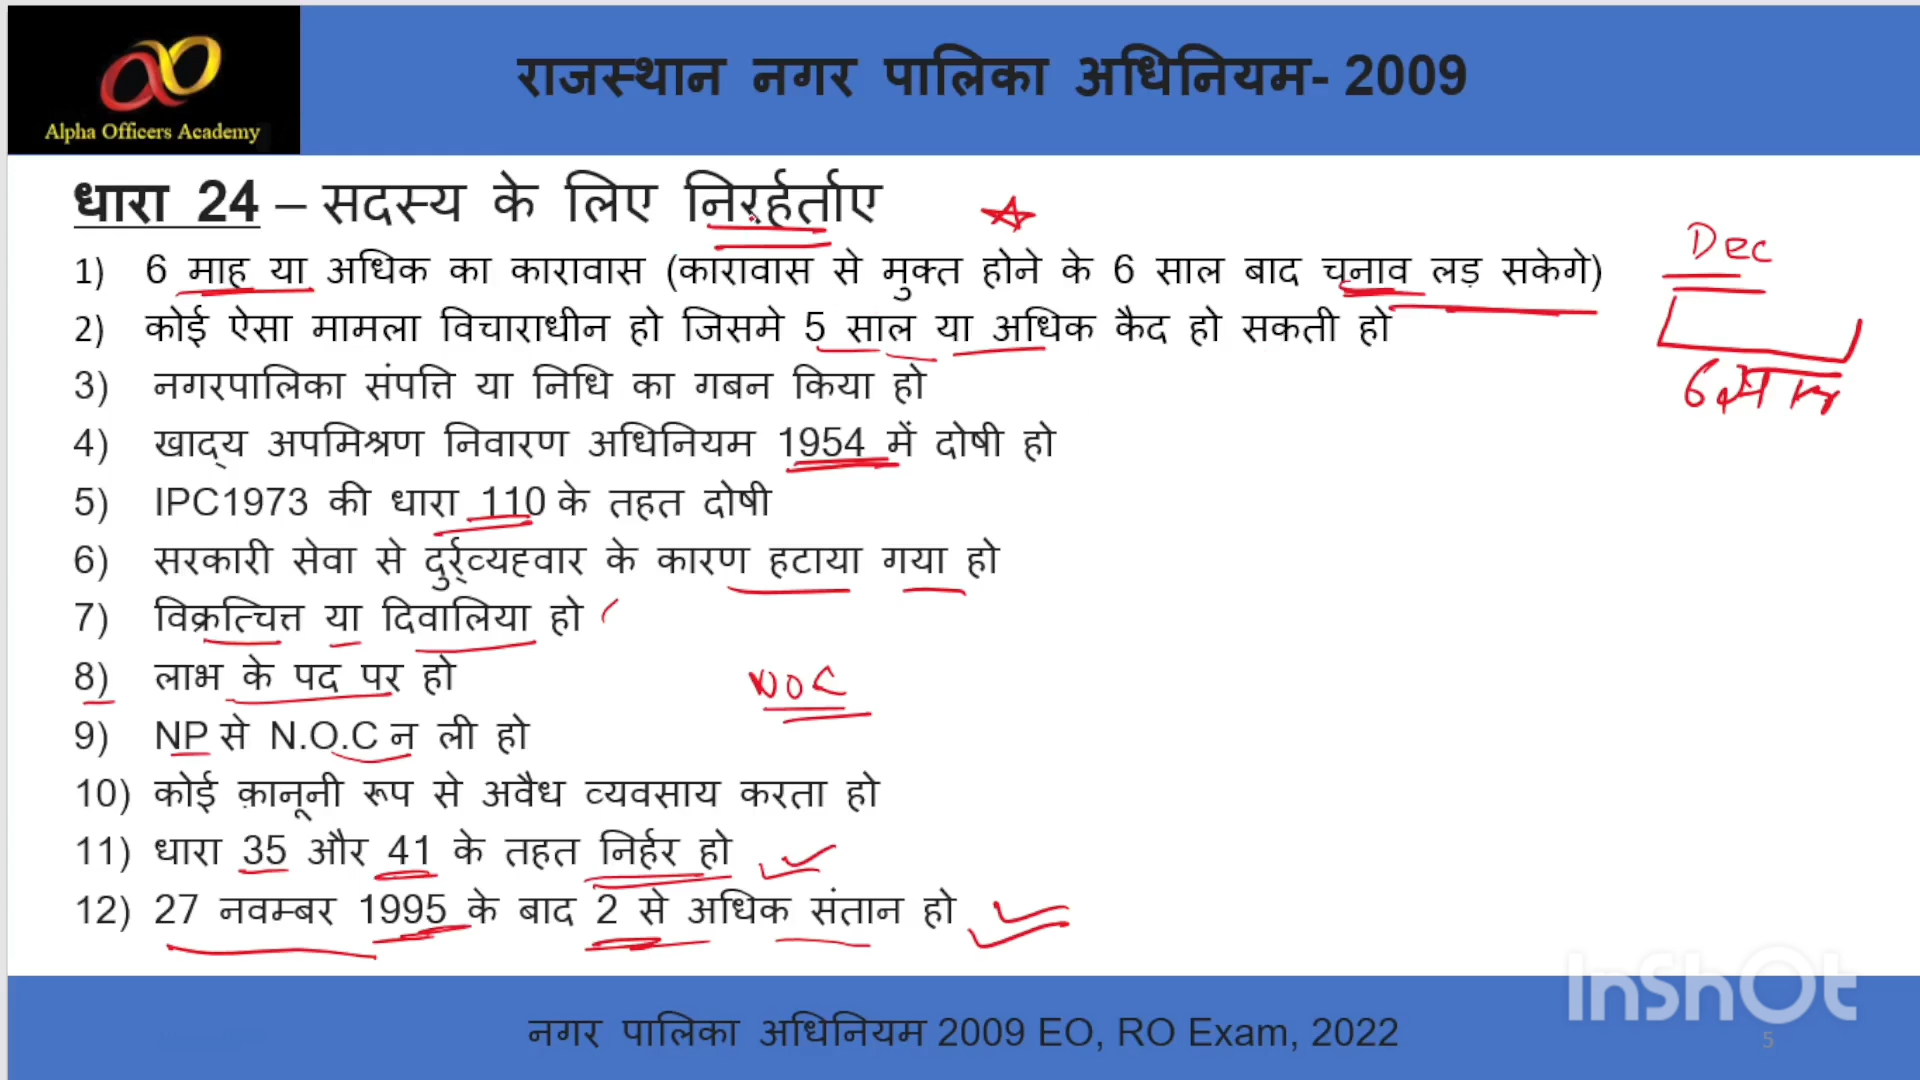 Alpha Officers Academy
राजस्थान नगर पालिका अधिनियम- 2009
धारा 24 – सदस्य के लिए निरर्हर्ताए
Dec
1) 6 माह या अधिक का कारावास (कारावास से मुक्त होने के 6 साल बाद चुनाव लड़ सकेगे)
2) कोई ऐसा मामला विचाराधीन हो जिसमे 5 साल या अधिक कैद हो सकती हो
3) नगरपालिका संपत्ति या निधि का गबन किया हो
6
4) खाद्य अपमिश्रण निवारण अधिनियम 1954 में दोषी हो
5) IPC1973 की धारा 110 के तहत दोषी
6) सरकारी सेवा से दुर्र्व्यह्वार के कारण हटाया गया हो
7) विक्रत्चित्त या दिवालिया हो
8) लाभ के पद पर हो
NOC
9) NP से N.O.C न ली हो
10) कोई क़ानूनी रूप से अवैध व्यवसाय करता हो
11) धारा 35 और 41 के तहत निर्हर हो
12) 27 नवम्बर 1995 के बाद 2 से अधिक संतान हो
InShOt
नगर पालिका अधिनियम 2009 EO, RO Exam, 2022
5